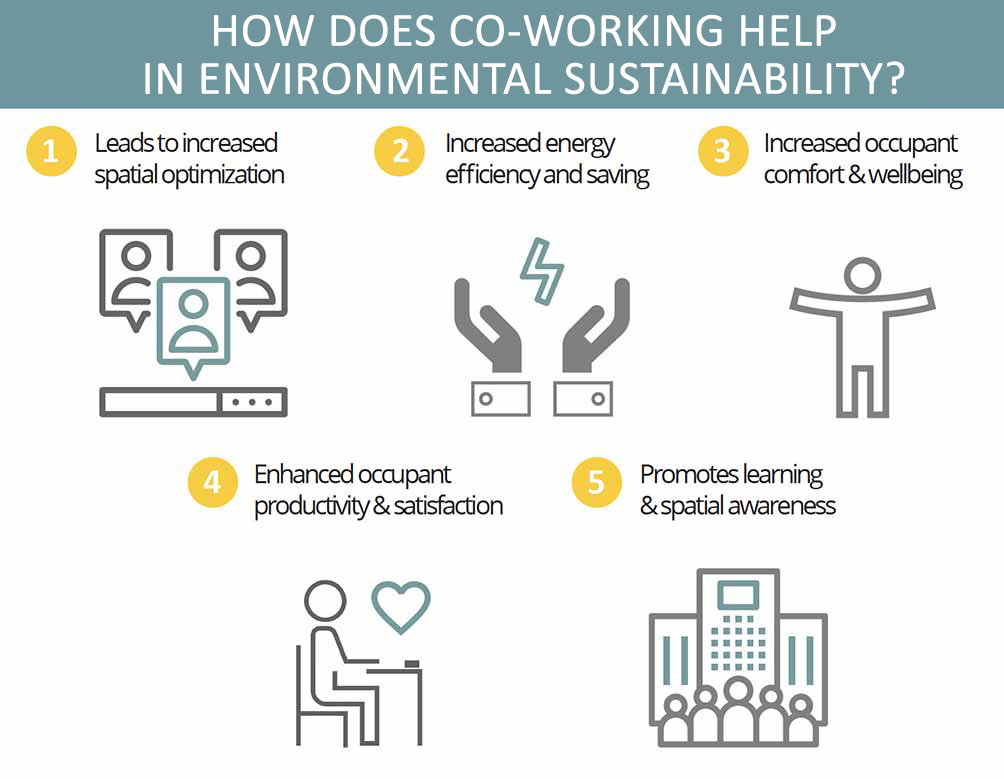 HOW DOES CO-WORKING HELP
IN ENVIRONMENTAL SUSTAINABILITY?
1
Leads to increased
spatial optimization
2
Increased energy
efficiency and saving
3
Increased occupant
comfort & wellbeing
4
Enhanced occupant
productivity & satisfaction
5
Promotes learning
& spatial awareness